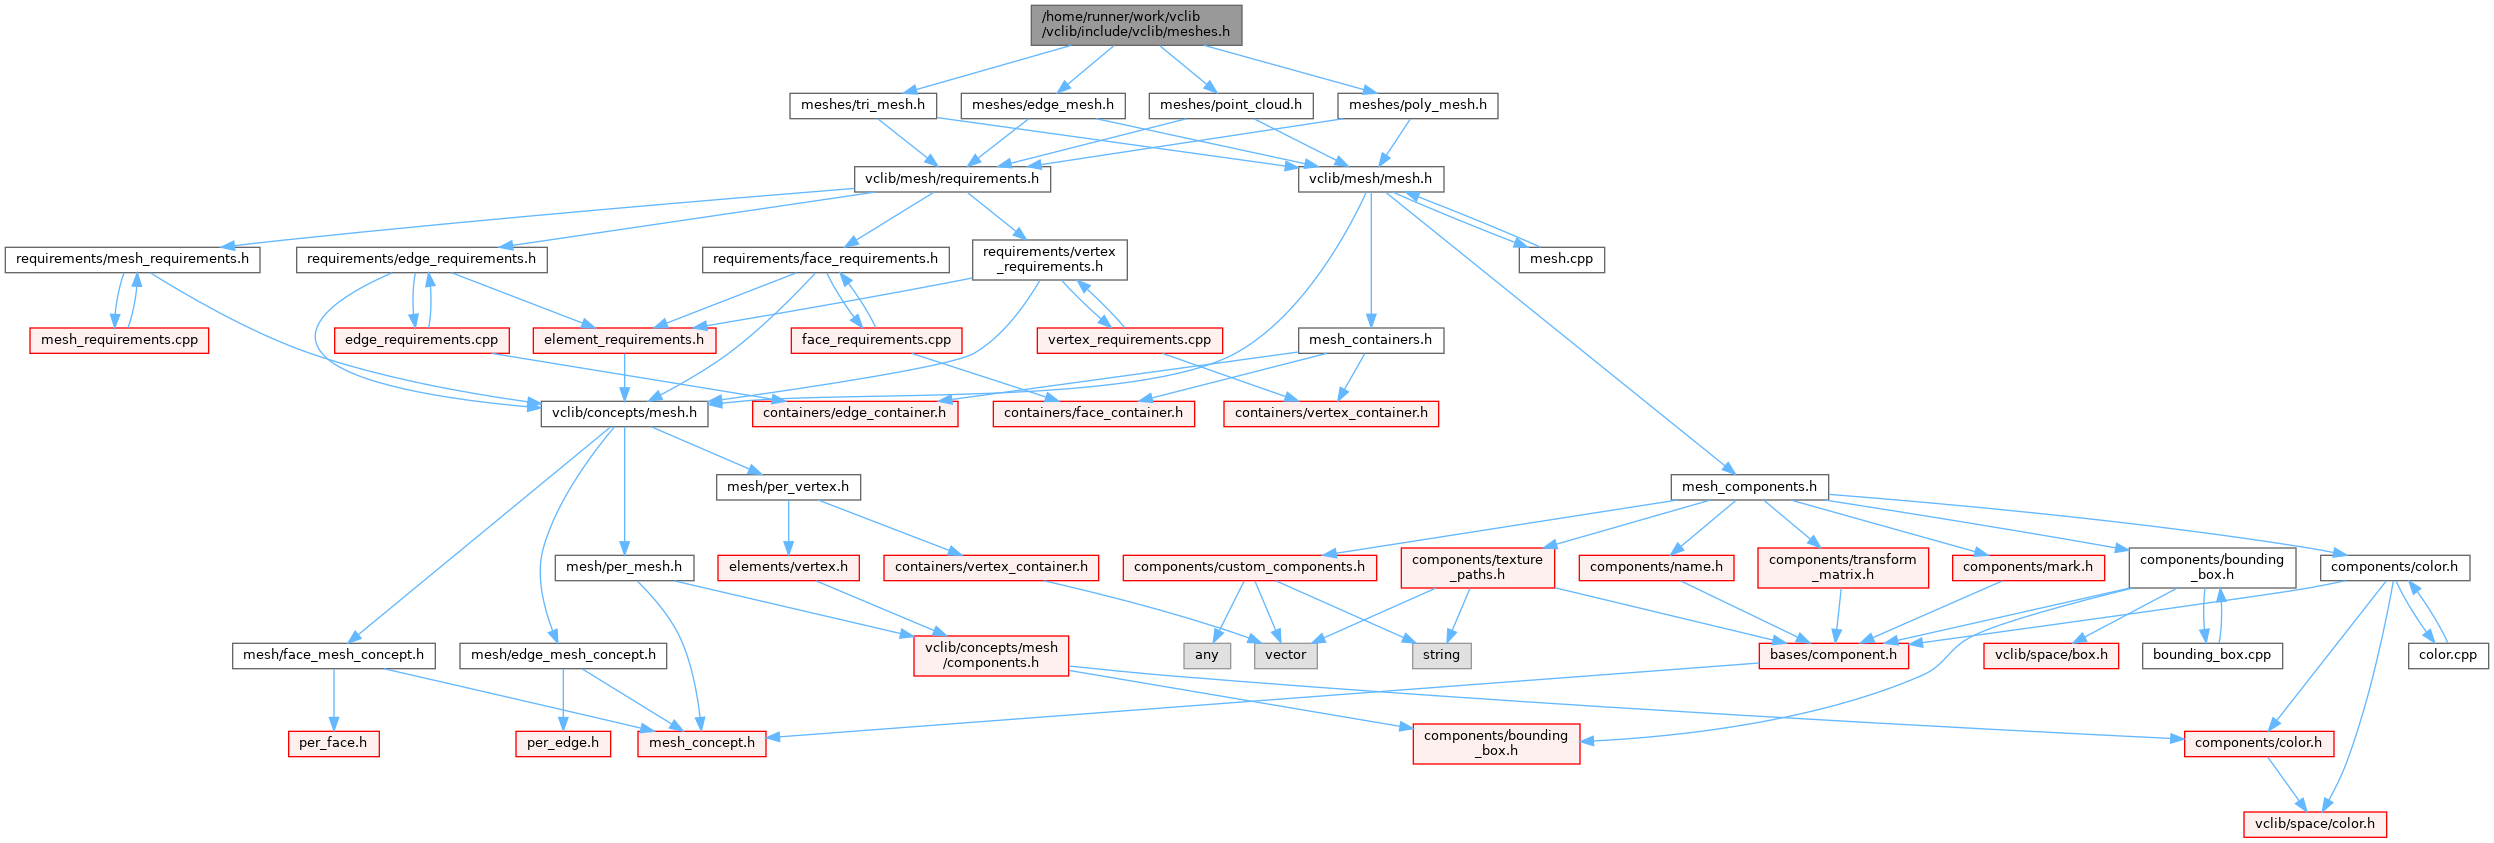 /home/runner/work/vclib
/vclib/include/vclib/meshes.h
meshes/tri_mesh.h
meshes/edge_mesh.h
meshes/point_cloud.h
meshes/poly_mesh.h
vclib/mesh/requirements.h
vclib/mesh/mesh.h
requirements/mesh_requirements.h
requirements/edge_requirements.h
requirements/face_requirements.h
requirements/vertex
_requirements.h
mesh.cpp
mesh_requirements.cpp
edge_requirements.cpp
element_requirements.h
face_requirements.cpp
vertex_requirements.cpp
mesh_containers.h
vclib/concepts/mesh.h
containers/edge_container.h
containers/face_container.h
containers/vertex_container.h
mesh/per_vertex.h
mesh_components.h
mesh/per_mesh.h
elements/vertex.h
containers/vertex_container.h
components/custom_components.h
components/texture
_paths.h
components/name.h
components/transform
_matrix.h
components/mark.h
components/bounding
_box.h
components/color.h
mesh/face_mesh_concept.h
mesh/edge_mesh_concept.h
vclib/concepts/mesh
/components.h
any
vector
string
bases/component.h
vclib/space/box.h
bounding_box.cpp
color.cpp
per_face.h
per_edge.h
mesh_concept.h
components/bounding
_box.h
components/color.h
vclib/space/color.h